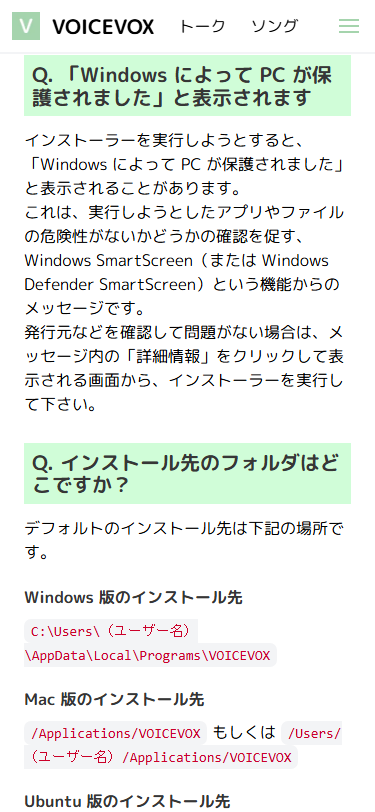 V VOICEVOX トーク ソング
Q. 「Windows によって PC が保
護されました」と表示されます
インストーラーを実行しようとすると、
「Windows によって PC が保護されました」
と表示されることがあります。
これは、実行しようとしたアプリやファイル
の危険性がないかどうかの確認を促す、
Windows SmartScreen（または Windows
Defender SmartScreen）という機能からの
メッセージです。
発行元などを確認して問題がない場合は、メ
ッセージ内の「詳細情報」をクリックして表
示される画面から、インストーラーを実行し
て下さい。
Q. インストール先のフォルダはど
こですか？
デフォルトのインストール先は下記の場所で
す。
Windows 版のインストール先
C:\Users\（ユーザー名）
\AppData\Local\Programs\VOICEVOX
Mac 版のインストール先
/Applications/VOICEVOX もしくは /Users/
（ユーザー名）/Applications/VOICEVOX
Ubuntu 版のインストール先